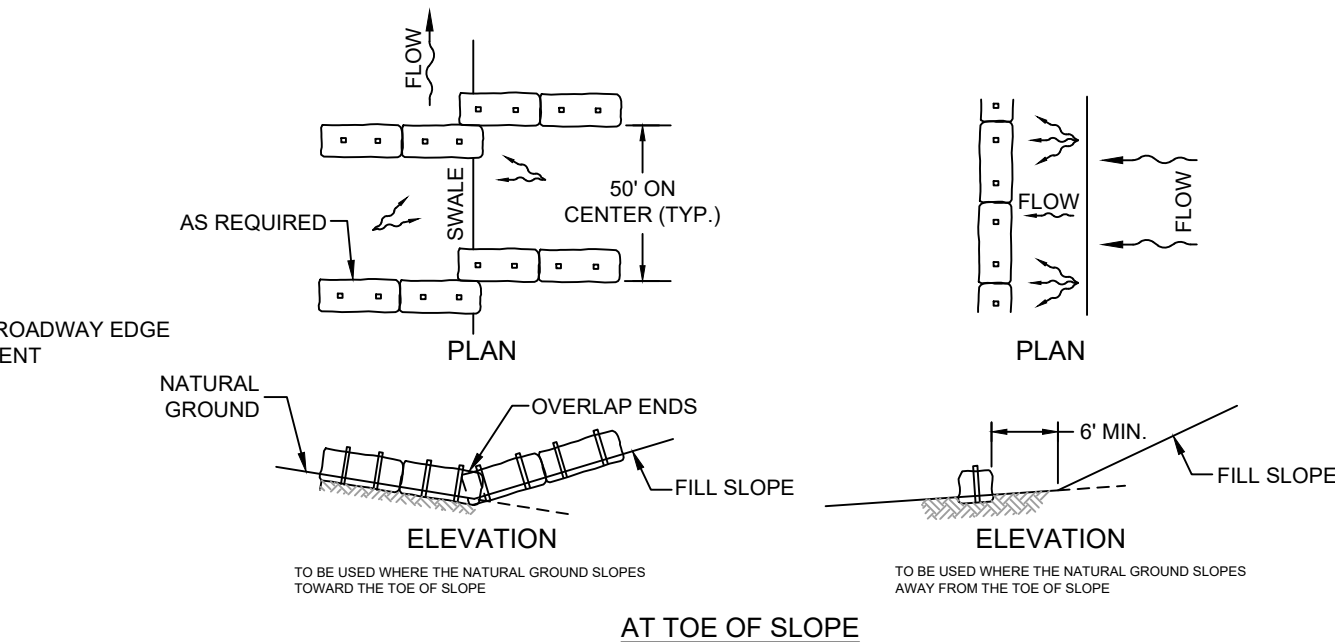 FLOW
AS REQUIRED
SWALE
50' ON
CENTER (TYP.)
PLAN
ROADWAY EDGE
ENT
NATURAL
GROUND
OVERLAP ENDS
FILL SLOPE
ELEVATION
TO BE USED WHERE THE NATURAL GROUND SLOPES
TOWARD THE TOE OF SLOPE
FLOW
FLOW
PLAN
6' MIN.
FILL SLOPE
ELEVATION
TO BE USED WHERE THE NATURAL GROUND SLOPES
AWAY FROM THE TOE OF SLOPE
AT TOE OF SLOPE